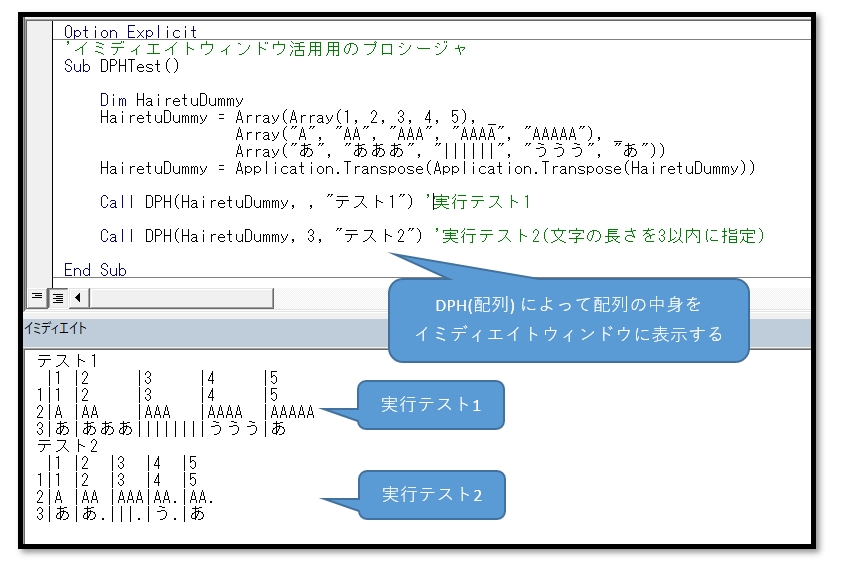 Option Explicit
'イミディエイトウィンドウ活用用のプロシージャ
Sub DPHTest()
Dim HairetuDummy
HairetuDummy = Array(Array(1, 2, 3, 4, 5), _
Array("A", "AA", "AAA", "AAAA", "AAAAA"), _
Array("あ", "あああ", "||||||", "ううう", "あ"))
HairetuDummy = Application.Transpose(Application.Transpose(HairetuDummy))
Call DPH(HairetuDummy, , "テスト1") '実行テスト1
Call DPH(HairetuDummy, 3, "テスト2") '実行テスト2(文字の長さを3以内に指定)
End Sub
DPH(配列) によって配列の中身を
イミディエイトウィンドウに表示する
イミディエイト
テスト1
 |1 |2    |3     |4     |5
1|1 |2    |3     |4     |5
2|A |AA   |AAA   |AAAA  |AAAAA
3|あ|あああ||||||||ううう|あ
実行テスト1
テスト2
 |1 |2  |3  |4  |5
1|1 |2  |3  |4  |5
2|A |AA |AAA|AA.|AA.
3|あ|あ.|||.|う.|あ
実行テスト2